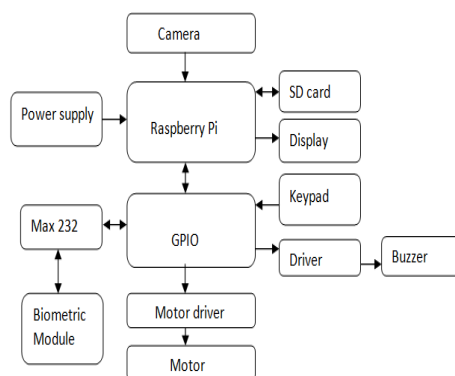 Camera
Power supply
Raspberry Pi
SD card
Display
Keypad
Max 232
GPIO
Driver
Buzzer
Biometric
Module
Motor driver
Motor